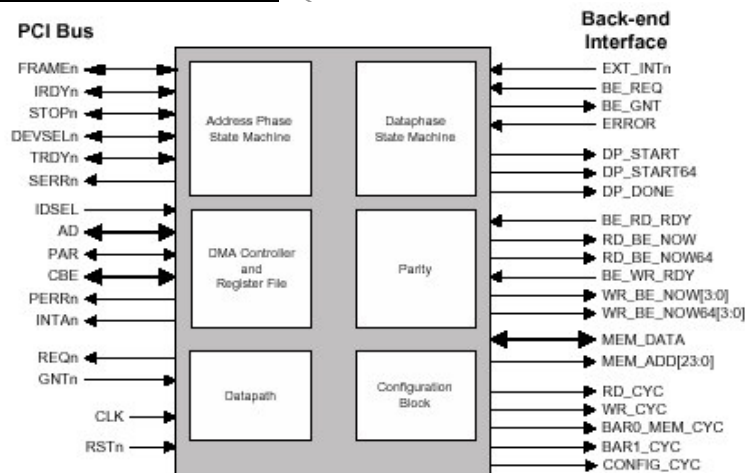 PCI Bus
Back-end
Interface
FRAMEn
IRDYn
STOPn
DEVSELn
TRDYn
SERRn
IDSEL
AD
PAR
CBE
PERRn
INTAn
REQn
GNTn
CLK
RSTn
Address Phase
State Machine
Dataphase
State Machine
DMA Controller
and
Register File
Parity
Datapath
Configuration
Block
EXT_INTn
BE_REQ
BE_GNT
ERROR
DP_START
DP_START64
DP_DONE
BE_RD_RDY
RD_BE_NOW
RD_BE_NOW64
BE_WR_RDY
WR_BE_NOW[3:0]
WR_BE_NOW64[3:0]
MEM_DATA
MEM_ADD[23:0]
RD_CYC
WR_CYC
BAR0_MEM_CYC
BAR1_CYC
CONFIG_CYC